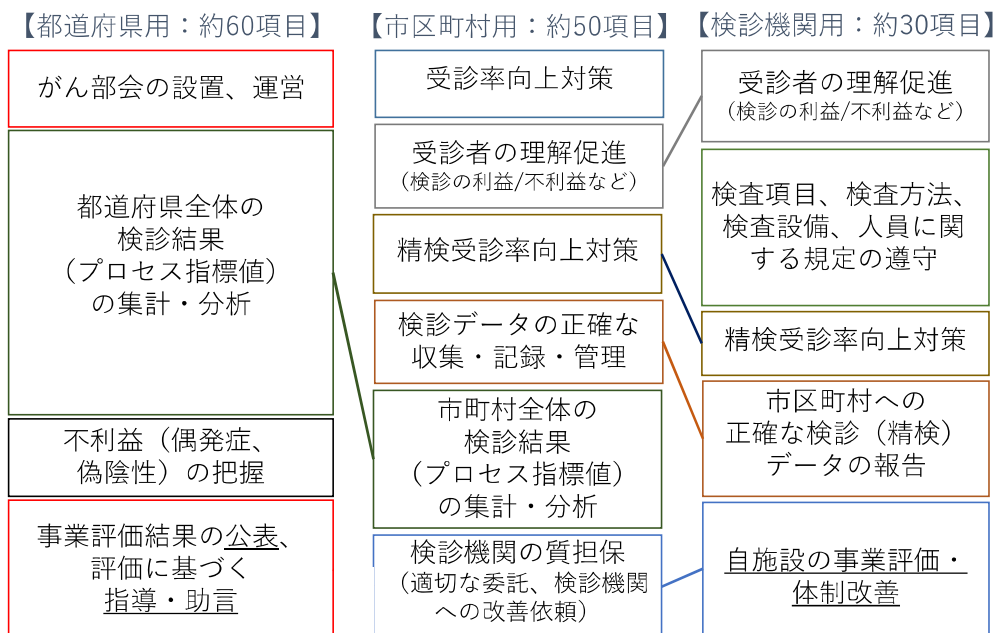 【都道府県用：約60項目】
がん部会の設置、運営
都道府県全体の
検診結果
（プロセス指標値）
の集計・分析
不利益（偶発症、
偽陰性）の把握
事業評価結果の公表、
評価に基づく
指導・助言
【市区町村用：約50項目】
受診率向上対策
受診者の理解促進
（検診の利益/不利益など）
精検受診率向上対策
検診データの正確な
収集・記録・管理
市町村全体の
検診結果
（プロセス指標値）
の集計・分析
検診機関の質担保
（適切な委託、検診機関
への改善依頼）
【検診機関用：約30項目】
受診者の理解促進
（検診の利益/不利益など）
検査項目、検査方法、
検査設備、人員に関
する規定の遵守
精検受診率向上対策
市区町村への
正確な検診（精検）
データの報告
自施設の事業評価・
体制改善